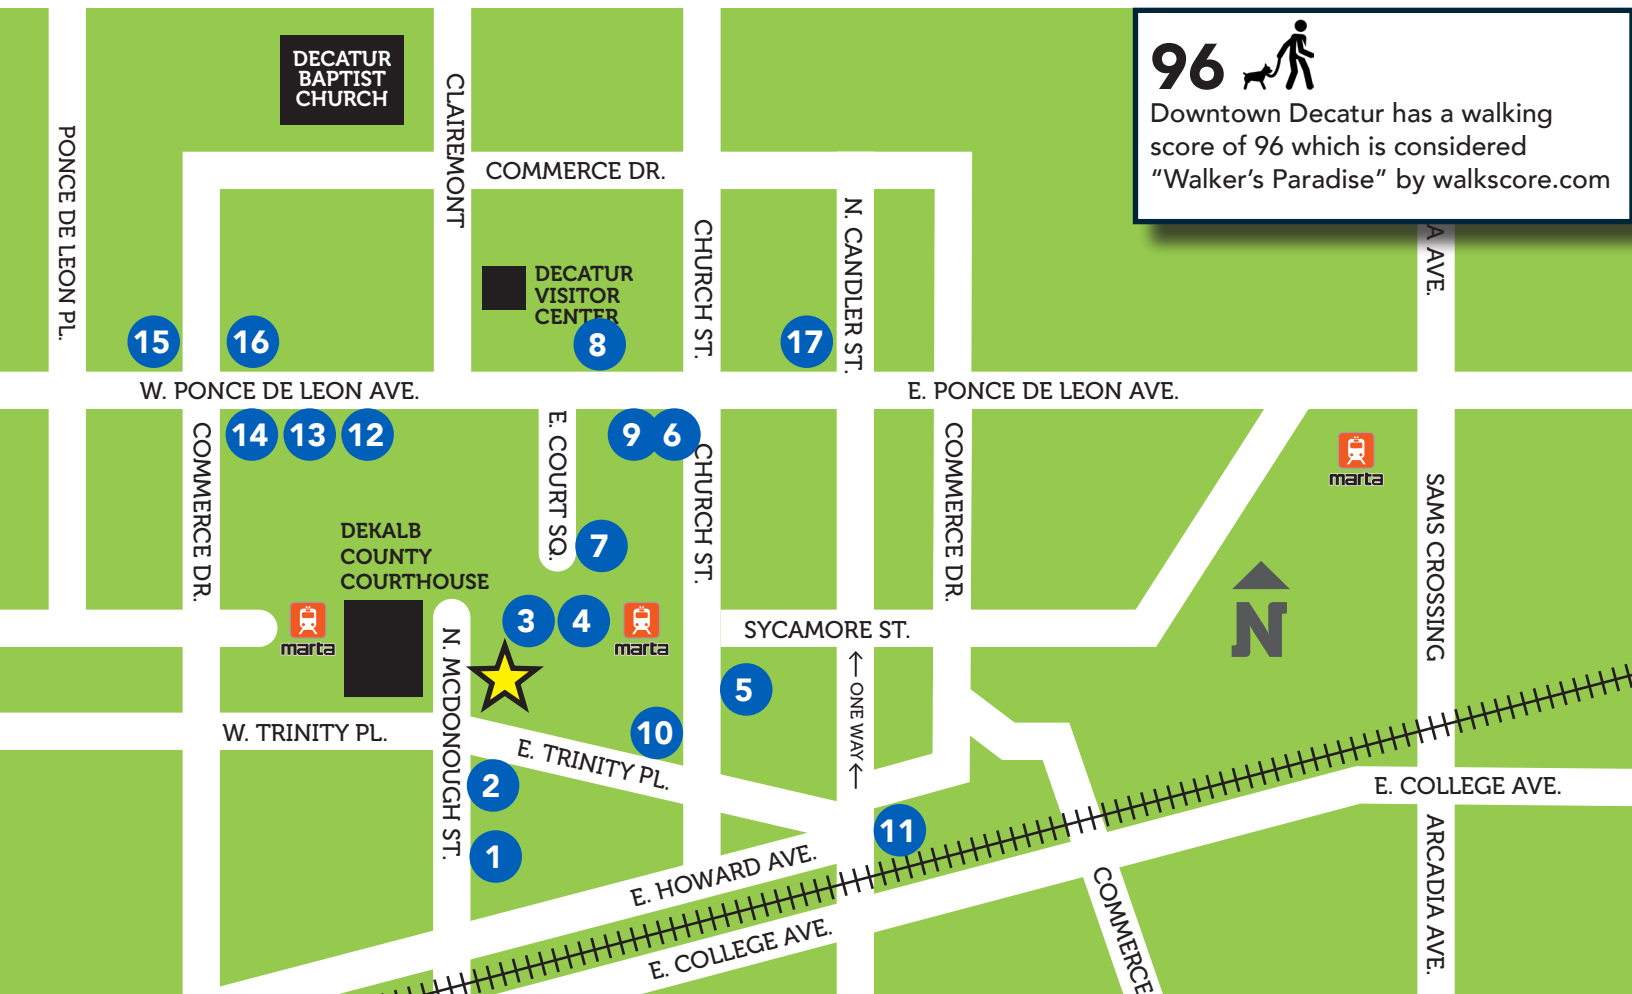 96
Downtown Decatur has a walking
score of 96 which is considered
“Walker’s Paradise” by walkscore.com
DECATUR
BAPTIST
CHURCH
PONCE DE LEON PL.
CLAIREMONT
COMMERCE DR.
CHURCH ST.
N. CANDLER ST.
A AVE.
DECATUR
VISITOR
CENTER
15
16
8
17
W. PONCE DE LEON AVE.
E. PONCE DE LEON AVE.
14
13
12
9
6
COMMERCE DR.
E. COURT SQ.
CHURCH ST.
COMMERCE DR.
marta
SAMS CROSSING
7
DEKALB
COUNTY
COURTHOUSE
marta
3
4
marta
SYCAMORE ST.
N
N. MCDONOUGH ST.
5
ONE WAY
10
W. TRINITY PL.
E. TRINITY PL.
2
E. COLLEGE AVE.
11
1
E. HOWARD AVE.
E. COLLEGE AVE.
COMMERCE
ARCADIA AVE.